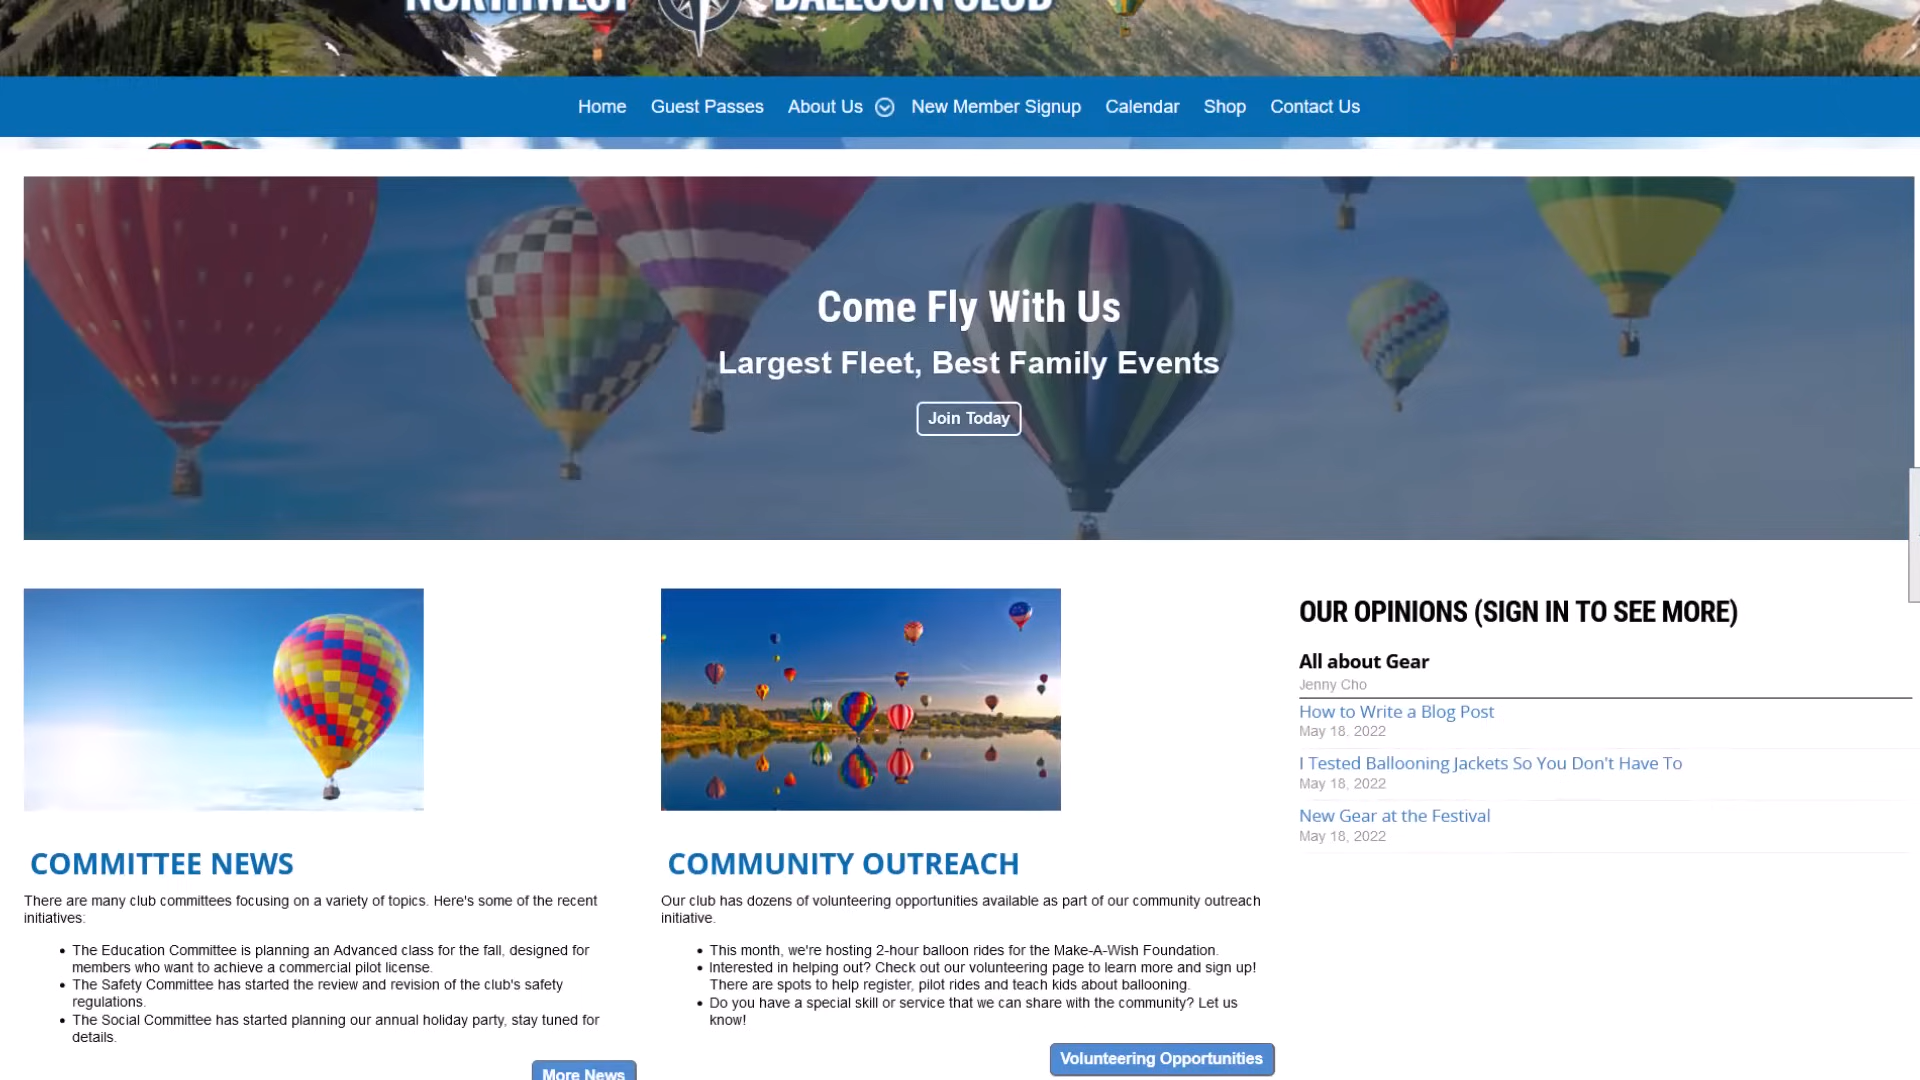 NORTHWEST BALLOON CLUB
Home Guest Passes About Us New Member Signup Calendar Shop Contact Us
Come Fly With Us
Largest Fleet, Best Family Events
Join Today
COMMITTEE NEWS
There are many club committees focusing on a variety of topics. Here's some of the recent
initiatives:
• The Education Committee is planning an Advanced class for the fall, designed for
members who want to achieve a commercial pilot license.
• The Safety Committee has started the review and revision of the club's safety
regulations.
• The Social Committee has started planning our annual holiday party, stay tuned for
details.
More News
COMMUNITY OUTREACH
Our club has dozens of volunteering opportunities available as part of our community outreach
initiative.
• This month, we're hosting 2-hour balloon rides for the Make-A-Wish Foundation.
• Interested in helping out? Check out our volunteering page to learn more and sign up!
There are spots to help register, pilot rides and teach kids about ballooning.
• Do you have a special skill or service that we can share with the community? Let us
know!
Volunteering Opportunities
OUR OPINIONS (SIGN IN TO SEE MORE)
All about Gear
Jenny Cho
How to Write a Blog Post
May 18, 2022
I Tested Ballooning Jackets So You Don't Have To
May 18, 2022
New Gear at the Festival
May 18, 2022